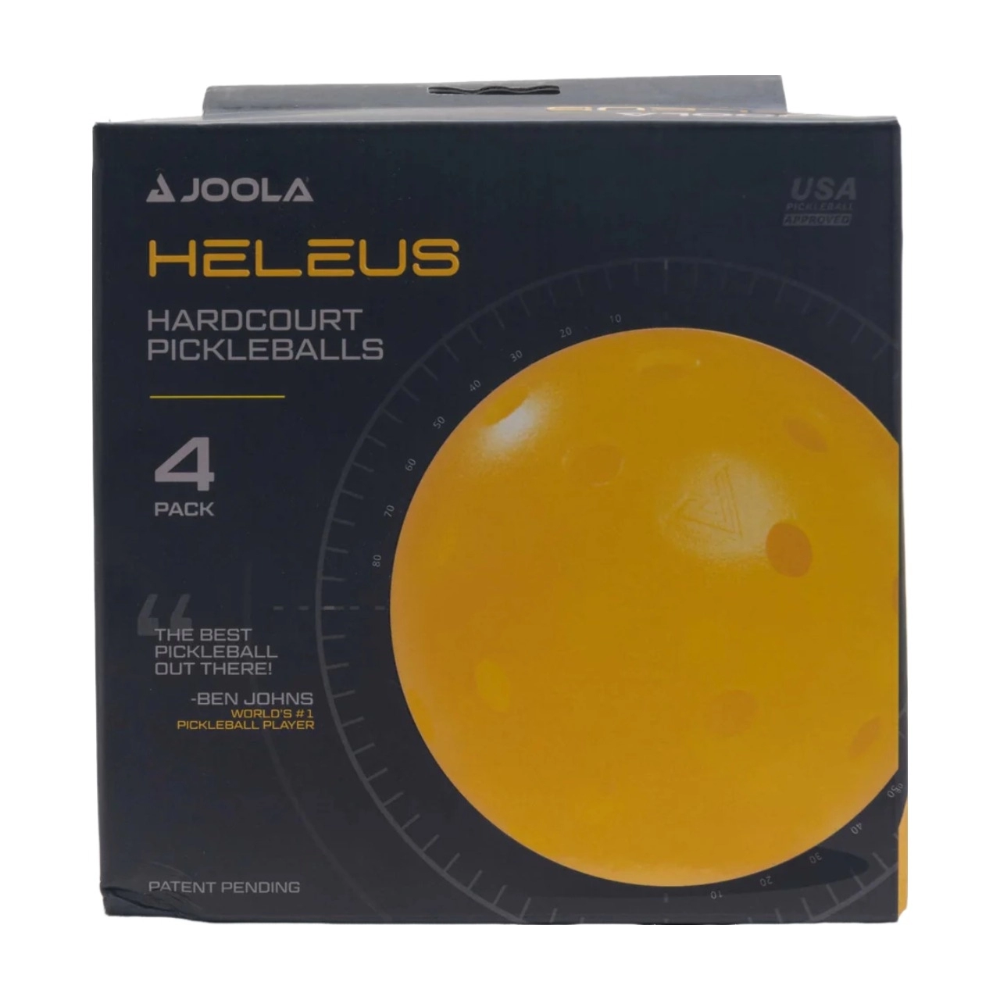 JOOLA
USA
PICKLEBALL
APPROVED
HELEUS
HARDCOURT
PICKLEBALLS
4
PACK
10
20
30
40
50
60
70
80
“
THE BEST
PICKLEBALL
OUT THERE!
-BEN JOHNS
WORLD'S #1
PICKLEBALL PLAYER
50
40
30
20
10
PATENT PENDING